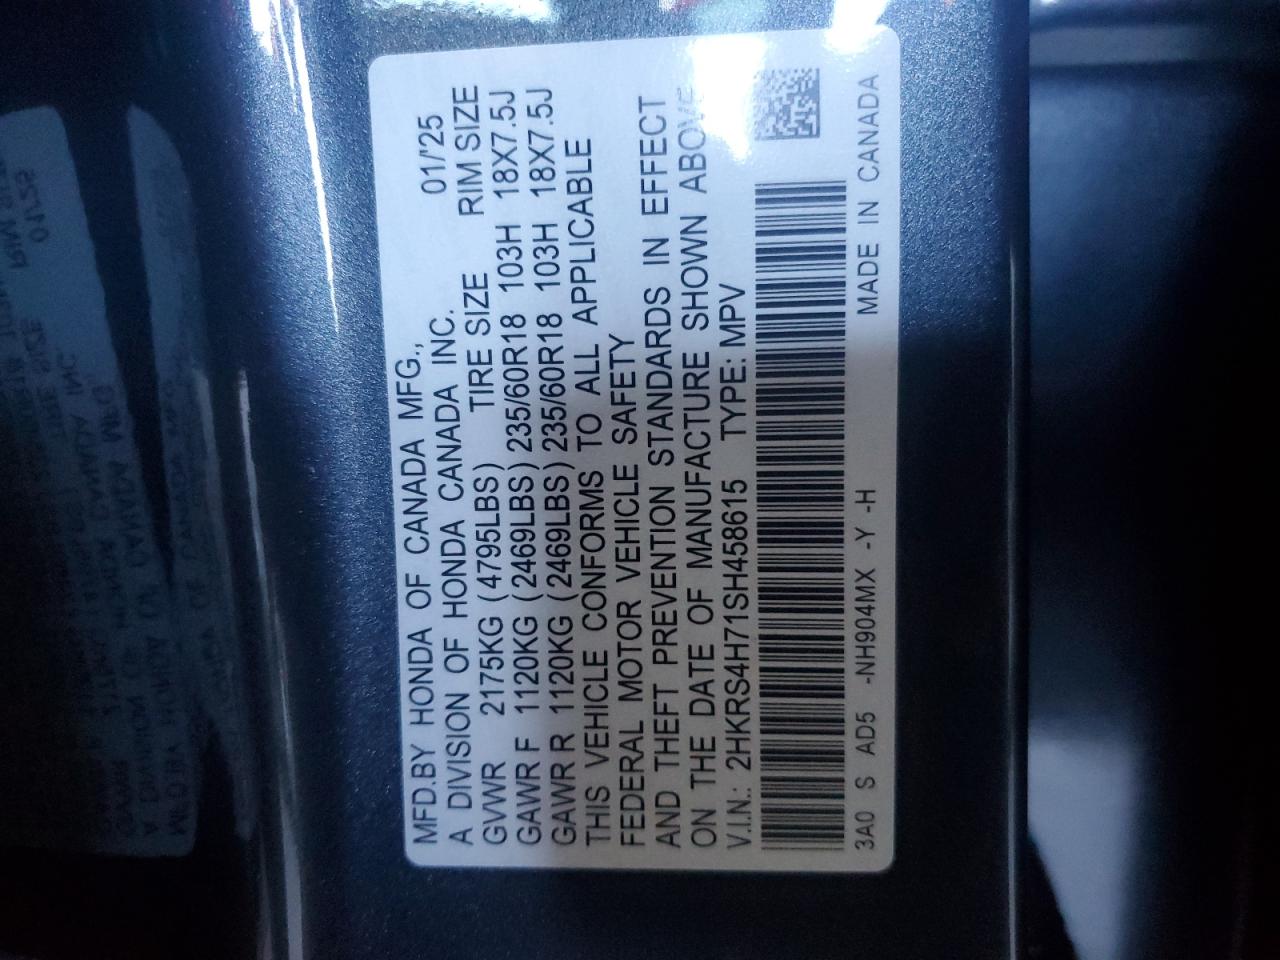 MFD.BY HONDA OF CANADA MFG.,
A DIVISION OF HONDA CANADA INC. 01/'25
GVWR 2175KG (4795LBS) TIRE SIZE RIM SIZE
GAWR F 1120KG (2469LBS) 235/60R18 103H 18X7.5J
GAWR R 1120KG (2469LBS) 235/60R18 103H 18X7.5J
THIS VEHICLE CONFORMS TO ALL APPLICABLE
FEDERAL MOTOR VEHICLE SAFETY
AND THEFT PREVENTION STANDARDS IN EFFECT
ON THE DATE OF MANUFACTURE SHOWN ABOVE
V.I.N.: 2HKRS4H71SH458615 TYPE: MPV
3A0 S AD5 -NH904MX -Y -H MADE IN CANADA